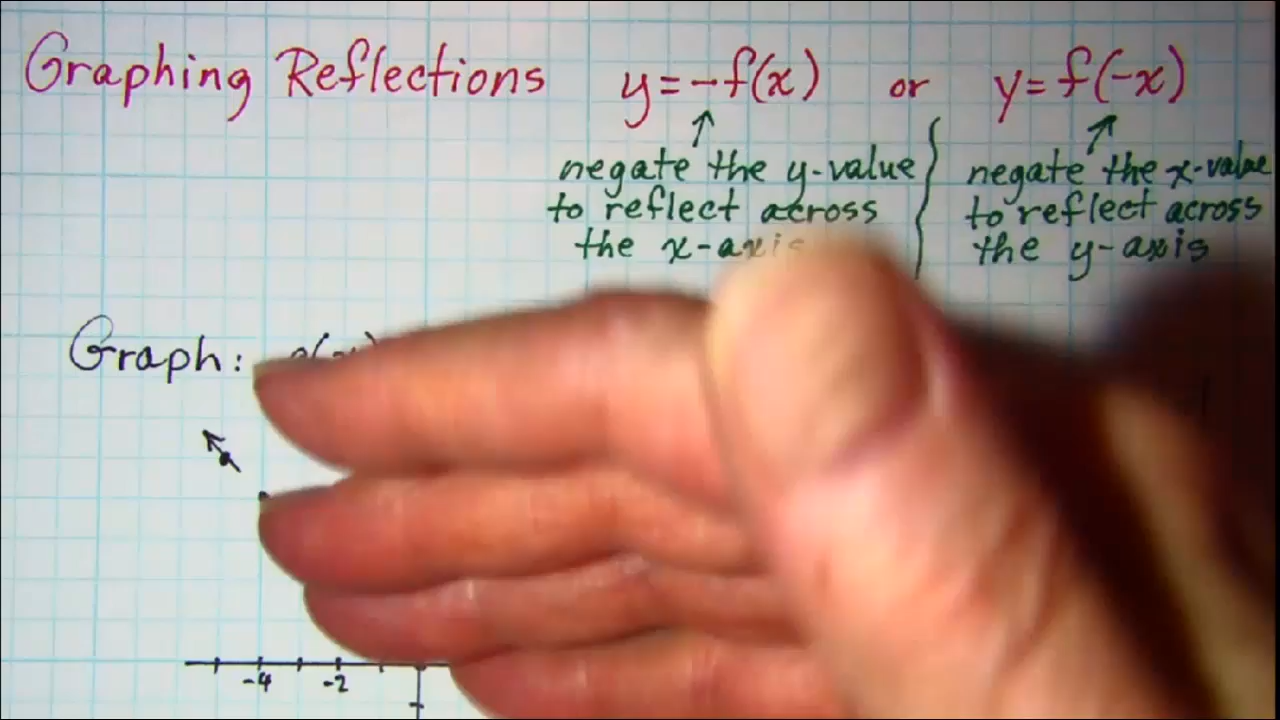 Graphing Reflections y=-f(x) or y=f(-x)
negate the y-value
to reflect across
the x-axis
negate the x-value
to reflect across
the y-axis
Graph:
-4 -2